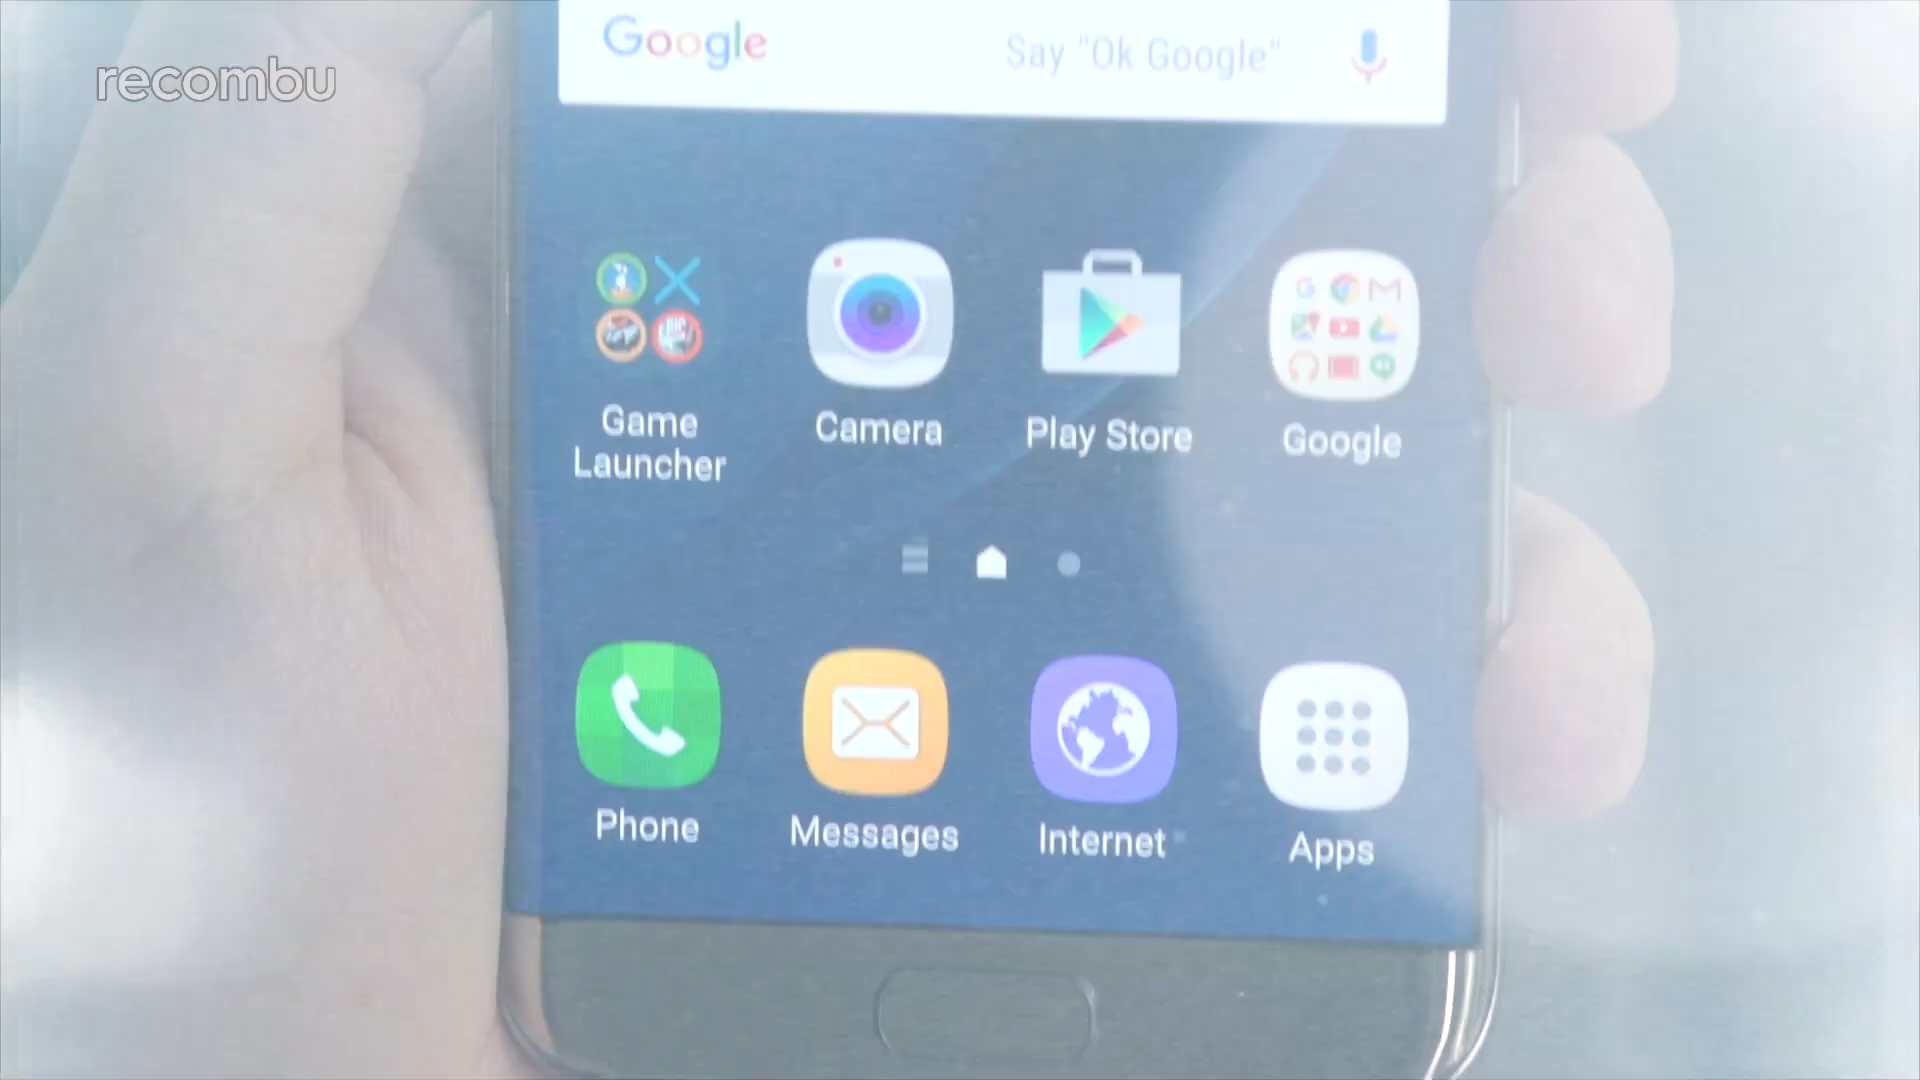 recombu
Google
Say "Ok Google"
Game
Launcher
Camera
Play Store
Google
Phone
Messages
Internet
Apps